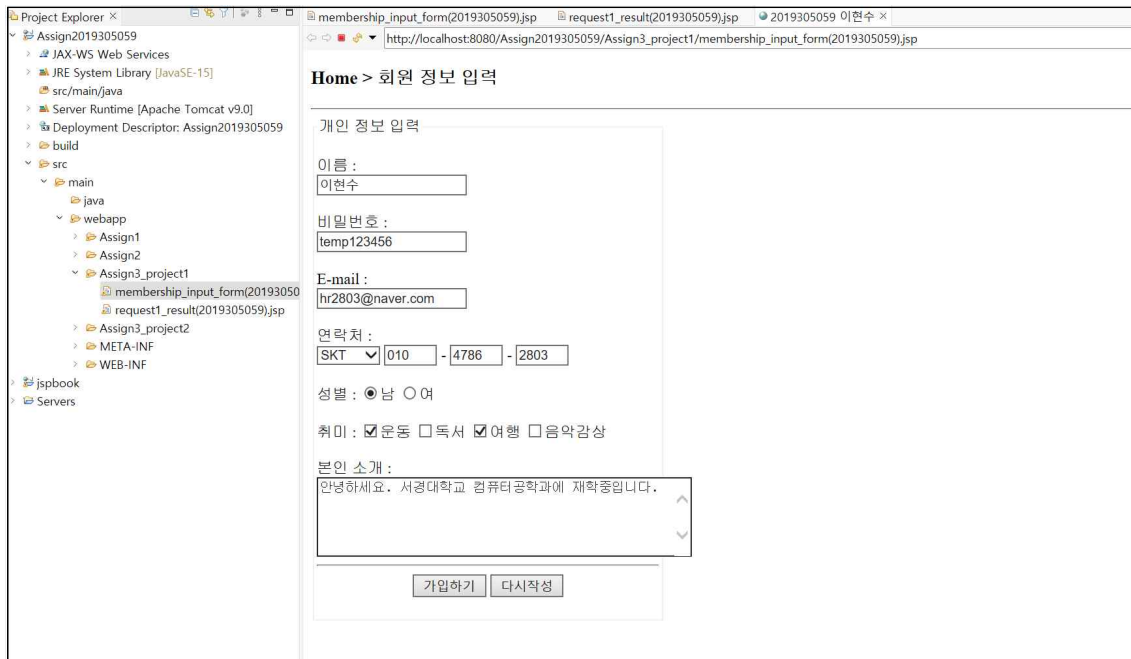 Project Explorer
membership_input_form(2019305059).jsp
request1_result(2019305059).jsp
2019305059 이현수
Assign2019305059
JAX-WS Web Services
JRE System Library [JavaSE-15]
src/main/java
Server Runtime [Apache Tomcat v9.0]
Deployment Descriptor: Assign2019305059
build
src
main
java
webapp
Assign1
Assign2
Assign3_project1
membership_input_form(2019305
request1_result(2019305059).jsp
Assign3_project2
META-INF
WEB-INF
jspbook
Servers
http://localhost:8080/Assign2019305059/Assign3_project1/membership_input_form(2019305059).jsp
Home > 회원 정보 입력
개인 정보 입력
이름 :
이현수
비밀번호 :
temp123456
E-mail :
hr2803@naver.com
연락처 :
SKT 010 - 4786 - 2803
성별 : 남 여
취미 : 운동 독서 여행 음악감상
본인 소개 :
안녕하세요. 서경대학교 컴퓨터공학과에 재학중입니다.
가입하기 다시작성